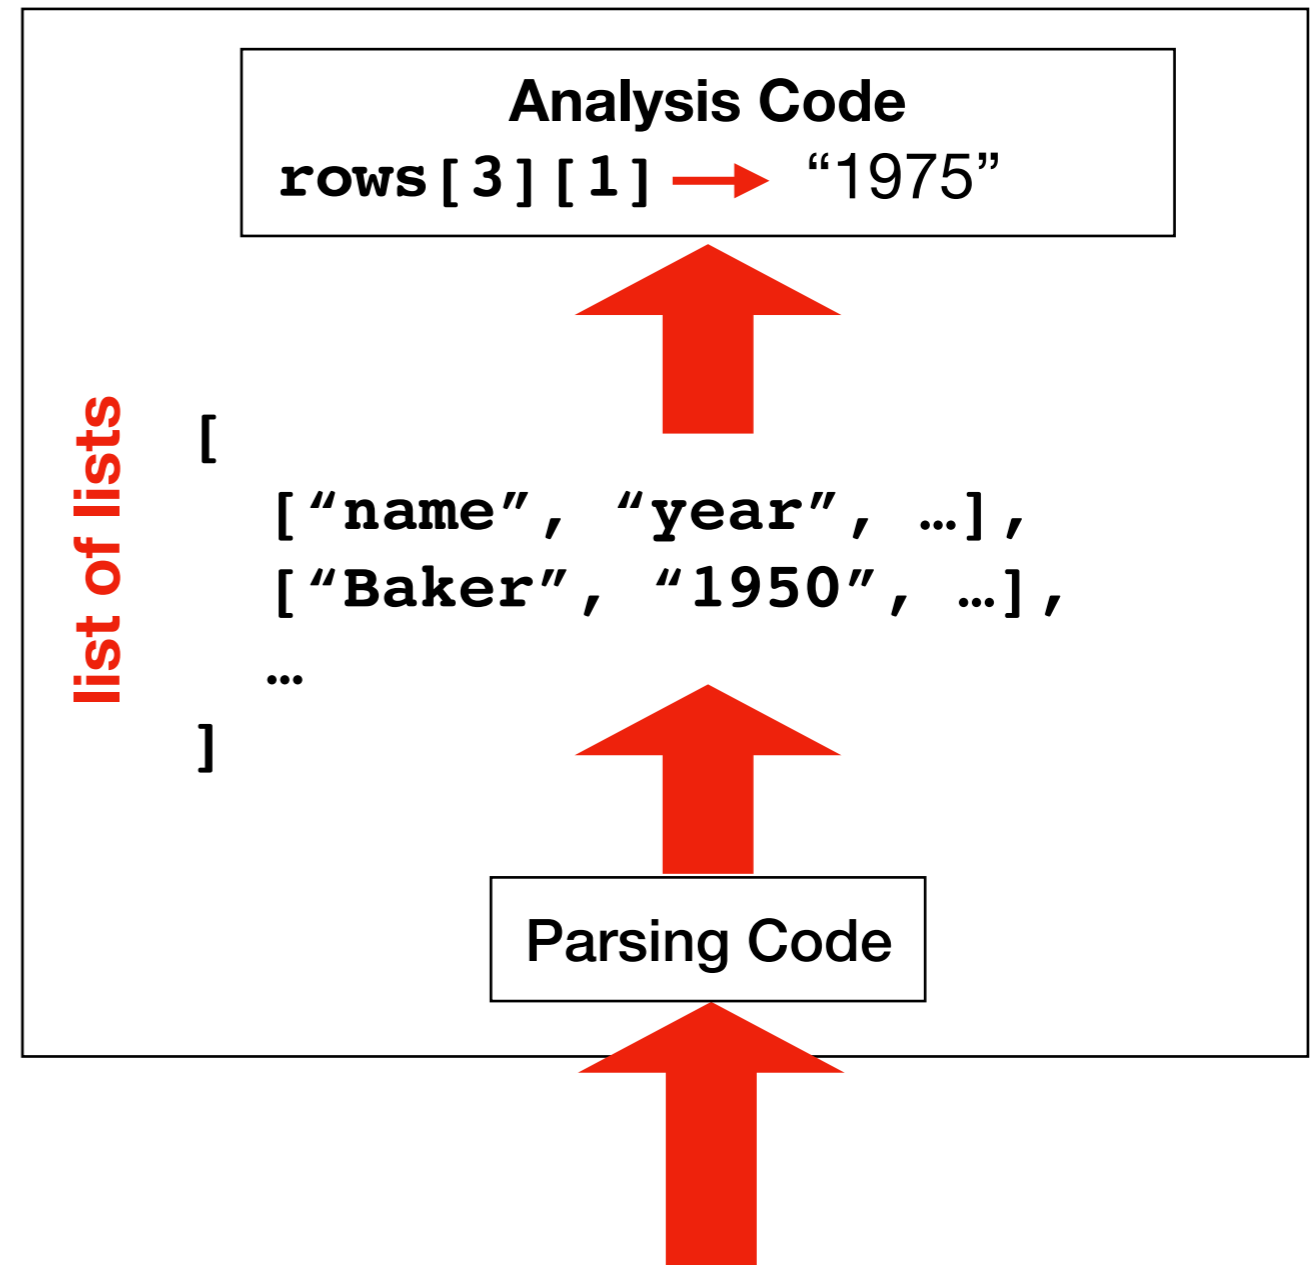 Analysis Code
rows[3][1] → “1975”
list of lists
[
[“name”, “year”, …],
[“Baker”, “1950”, …],
…
]
Parsing Code